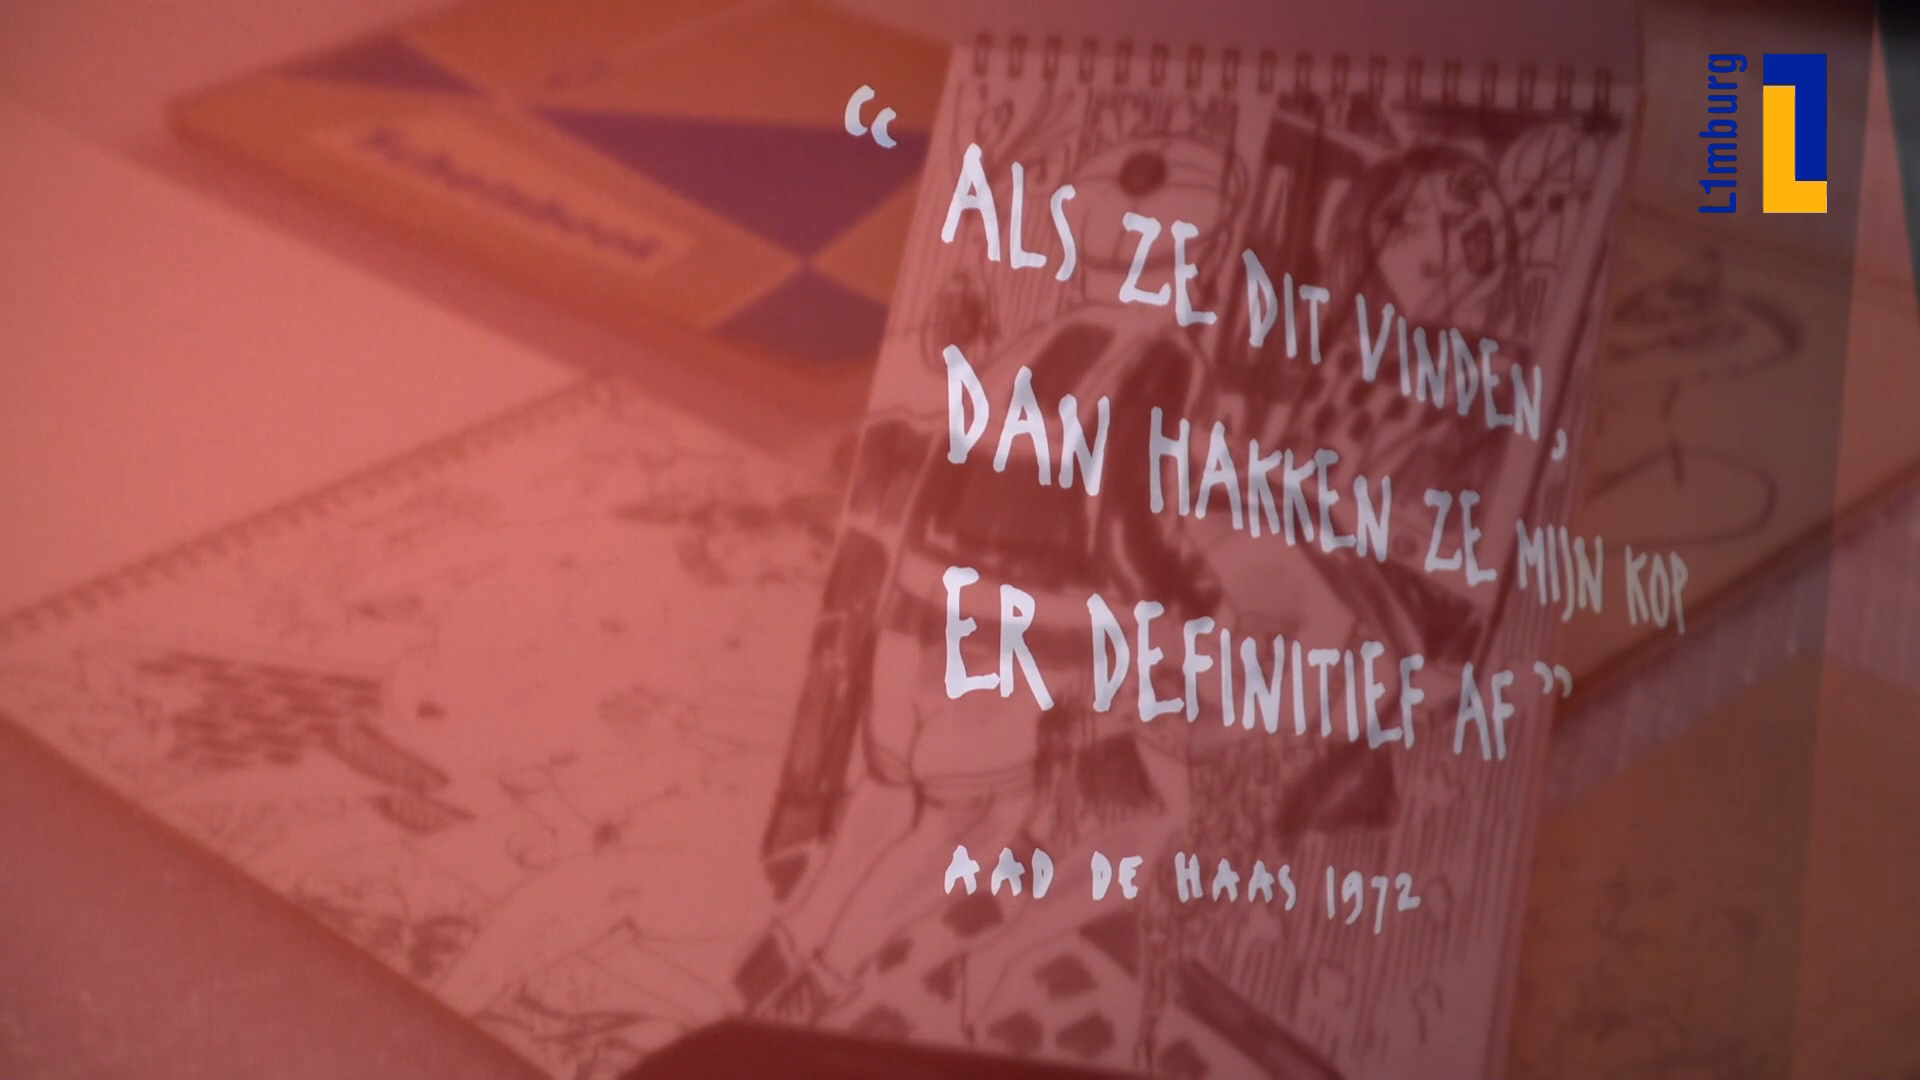 “ALS ZE DIT VINDEN,
DAN HAKKEN ZE MIJN KOP
ER DEFINITIEF AF”
AAD DE HAAS 1972
L1mburg